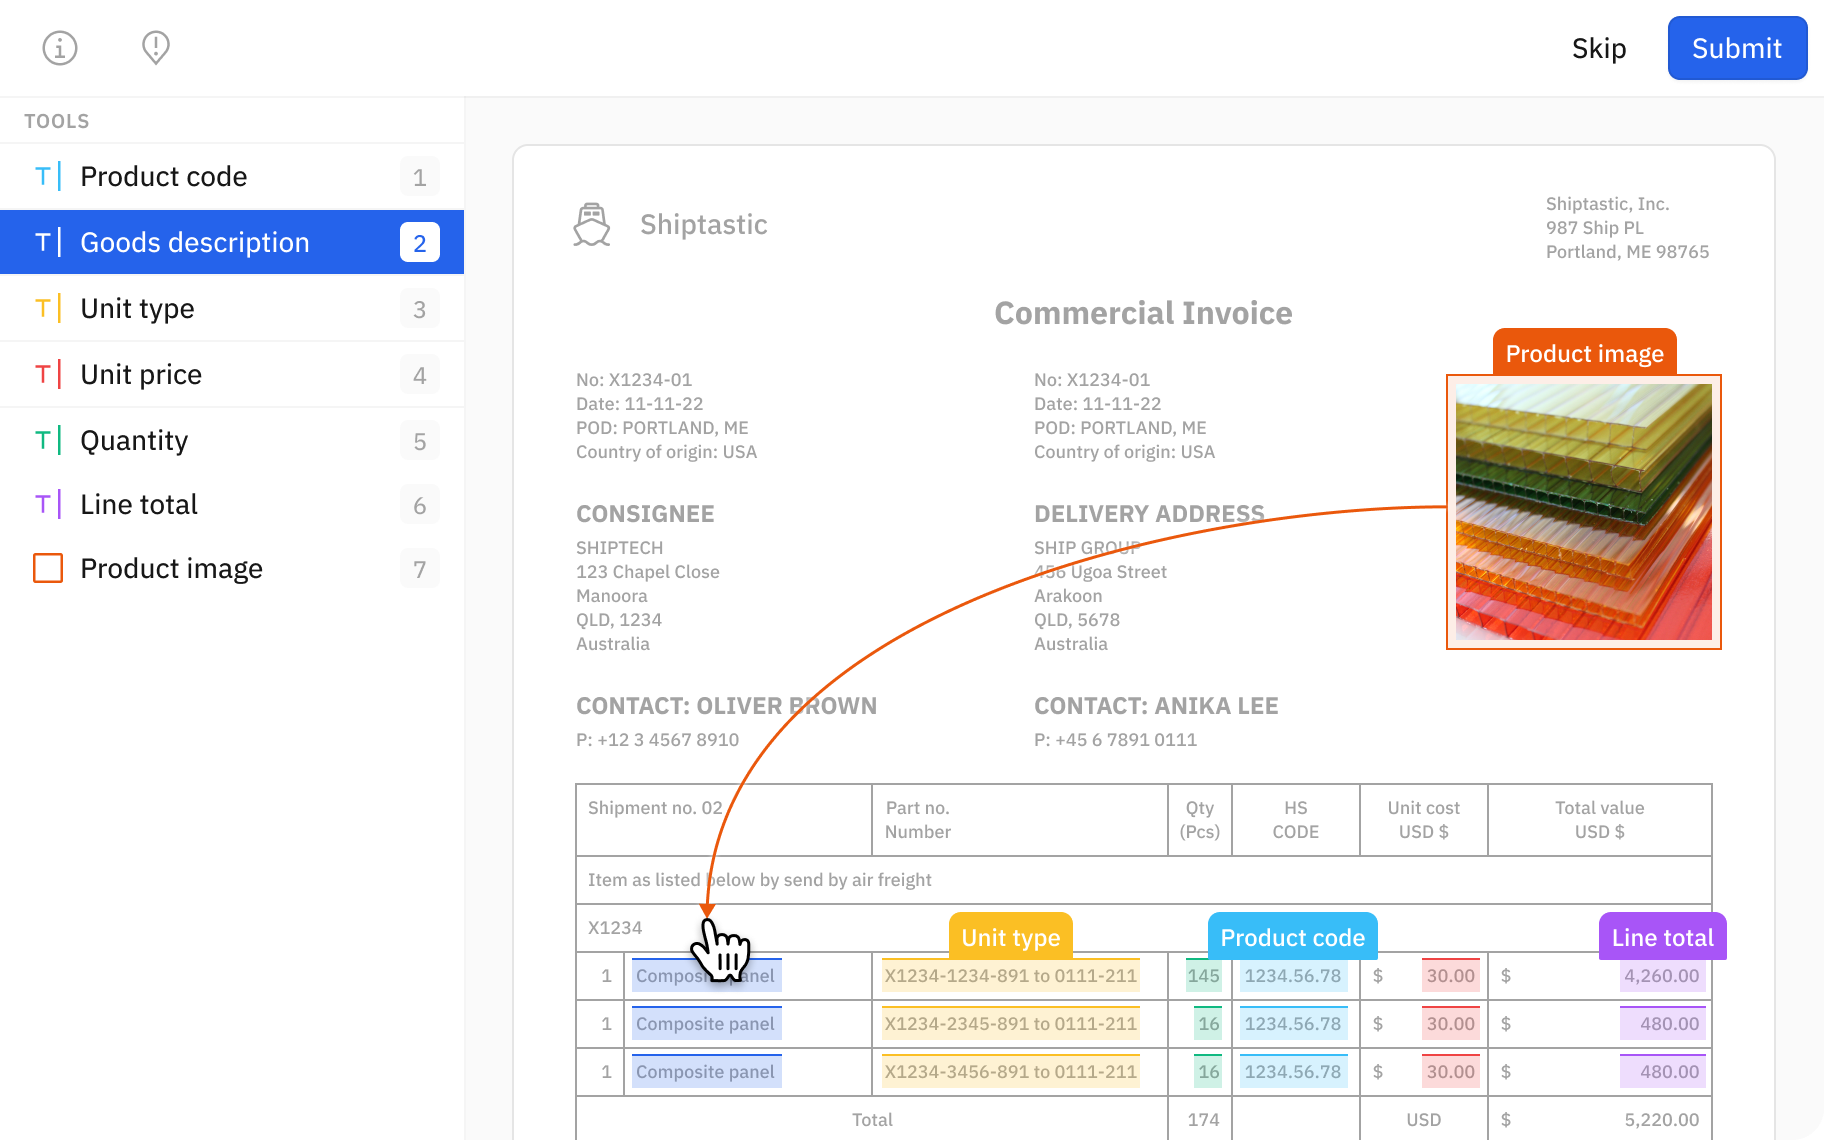 Skip
Submit
TOOLS
Product code 1
Goods description 2
Unit type 3
Unit price 4
Quantity 5
Line total 6
Product image 7
Shiptastic
Shiptastic, Inc.
987 Ship PL
Portland, ME 98765
Commercial Invoice
Product image
No: X1234-01
Date: 11-11-22
POD: PORTLAND, ME
Country of origin: USA
No: X1234-01
Date: 11-11-22
POD: PORTLAND, ME
Country of origin: USA
CONSIGNEE
SHIPTECH
123 Chapel Close
Manoora
QLD, 1234
Australia
DELIVERY ADDRESS
SHIP GROUP
456 Ugoa Street
Arakoon
QLD, 5678
Australia
CONTACT: OLIVER BROWN
P: +12 3 4567 8910
CONTACT: ANIKA LEE
P: +45 6 7891 0111
Shipment no. 02
Part no.
Number
Qty
(Pcs)
HS
CODE
Unit cost
USD $
Total value
USD $
Item as listed below by send by air freight
X1234
Unit type
Product code
Line total
1 Composite panel X1234-1234-891 to 0111-211 145 1234.56.78 $ 30.00 $ 4,260.00
1 Composite panel X1234-2345-891 to 0111-211 16 1234.56.78 $ 30.00 $ 480.00
1 Composite panel X1234-3456-891 to 0111-211 16 1234.56.78 $ 30.00 $ 480.00
Total 174 USD $ 5,220.00